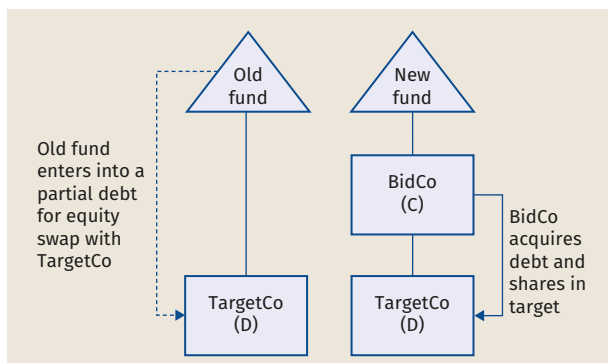 Old
fund
New
fund
Old fund
enters into a
partial debt
for equity
swap with
TargetCo
BidCo
(C)
BidCo
acquires
debt and
shares in
target
TargetCo
(D)
TargetCo
(D)